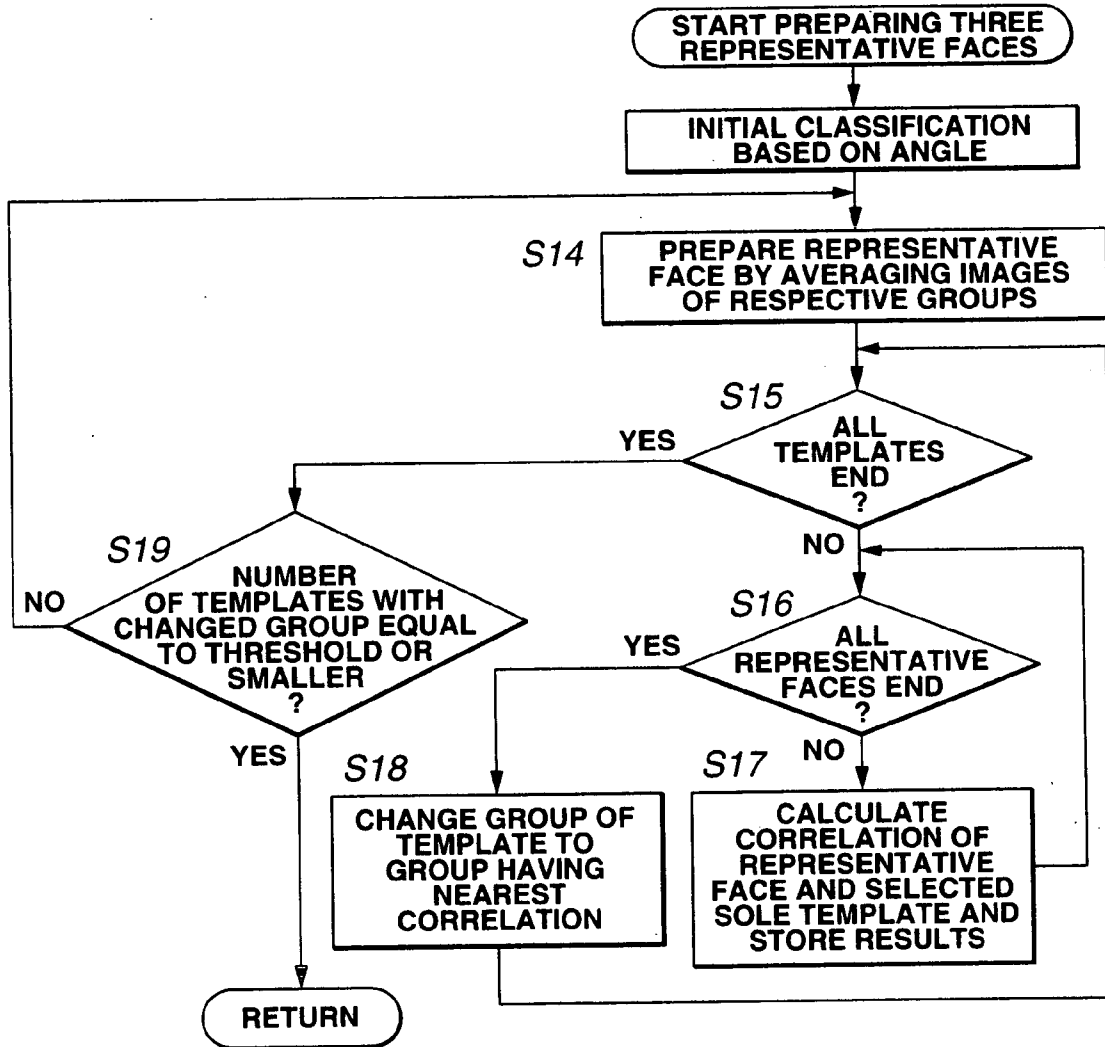 START PREPARING THREE
REPRESENTATIVE FACES
INITIAL CLASSIFICATION
BASED ON ANGLE
S14
PREPARE REPRESENTATIVE
FACE BY AVERAGING IMAGES
OF RESPECTIVE GROUPS
S15
ALL
TEMPLATES
END
?
YES
NO
S19
NUMBER
OF TEMPLATES WITH
CHANGED GROUP EQUAL
TO THRESHOLD OR
SMALLER
?
NO
YES
S16
ALL
REPRESENTATIVE
FACES END
?
YES
NO
S18
CHANGE GROUP OF
TEMPLATE TO
GROUP HAVING
NEAREST
CORRELATION
S17
CALCULATE
CORRELATION OF
REPRESENTATIVE
FACE AND SELECTED
SOLE TEMPLATE AND
STORE RESULTS
RETURN